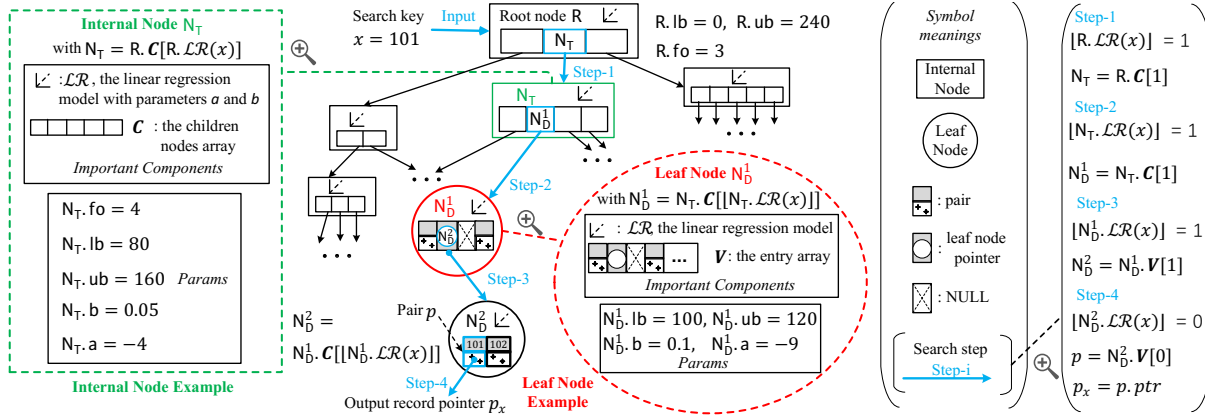 Internal Node N_T
with N_T = R.C[R.LR(x)]
: LR, the linear regression
model with parameters a and b
C : the children
nodes array
Important Components
N_T.fo = 4
N_T.lb = 80
N_T.ub = 160 Params
N_T.b = 0.05
N_T.a = −4
Internal Node Example
Search key
x = 101
Input
Root node R
N_T
R.lb = 0, R.ub = 240
R.fo = 3
Step-1
N_T
N_D^1
• • •
• • •
• • •
• • •
Step-2
N_D^1
N_D^2
Step-3
Pair p
N_D^2
101 102
N_D^2 =
N_D^1.C[⌊N_D^1.LR(x)⌋]
Step-4
Output record pointer p_x
Leaf Node N_D^1
with N_D^1 = N_T.C[⌊N_T.LR(x)⌋]
: LR, the linear regression model
...
V : the entry array
Important Components
N_D^1.lb = 100, N_D^1.ub = 120
N_D^1.b = 0.1, N_D^1.a = −9
Params
Leaf Node
Example
Symbol
meanings
Internal
Node
Leaf
Node
: pair
: leaf node
pointer
: NULL
Search step
Step-i
Step-1
⌊R.LR(x)⌋ = 1
N_T = R.C[1]
Step-2
⌊N_T.LR(x)⌋ = 1
N_D^1 = N_T.C[1]
Step-3
⌊N_D^1.LR(x)⌋ = 1
N_D^2 = N_D^1.V[1]
Step-4
⌊N_D^2.LR(x)⌋ = 0
p = N_D^2.V[0]
p_x = p.ptr